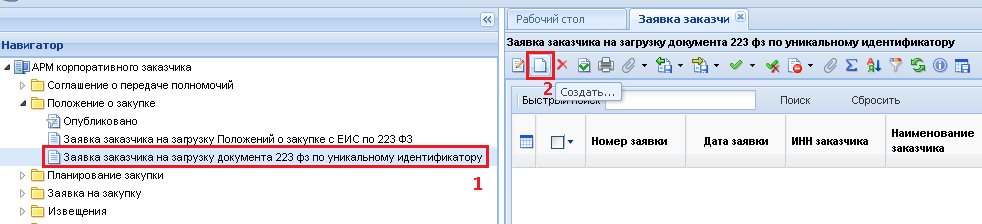 Навигатор
АРМ корпоративного заказчика
Соглашение о передаче полномочий
Положение о закупке
Опубликовано
Заявка заказчика на загрузку Положений о закупке с ЕИС по 223 ФЗ
Заявка заказчика на загрузку документа 223 фз по уникальному идентификатору
1
Планирование закупки
Заявка на закупку
Извещения
Рабочий стол
Заявка заказчи
Заявка заказчика на загрузку документа 223 фз по уникальному идентификатору
2
Создать...
Быстрый поиск
Поиск
Сбросить
Номер заявки
Дата заявки
ИНН заказчика
Наименование
заказчика